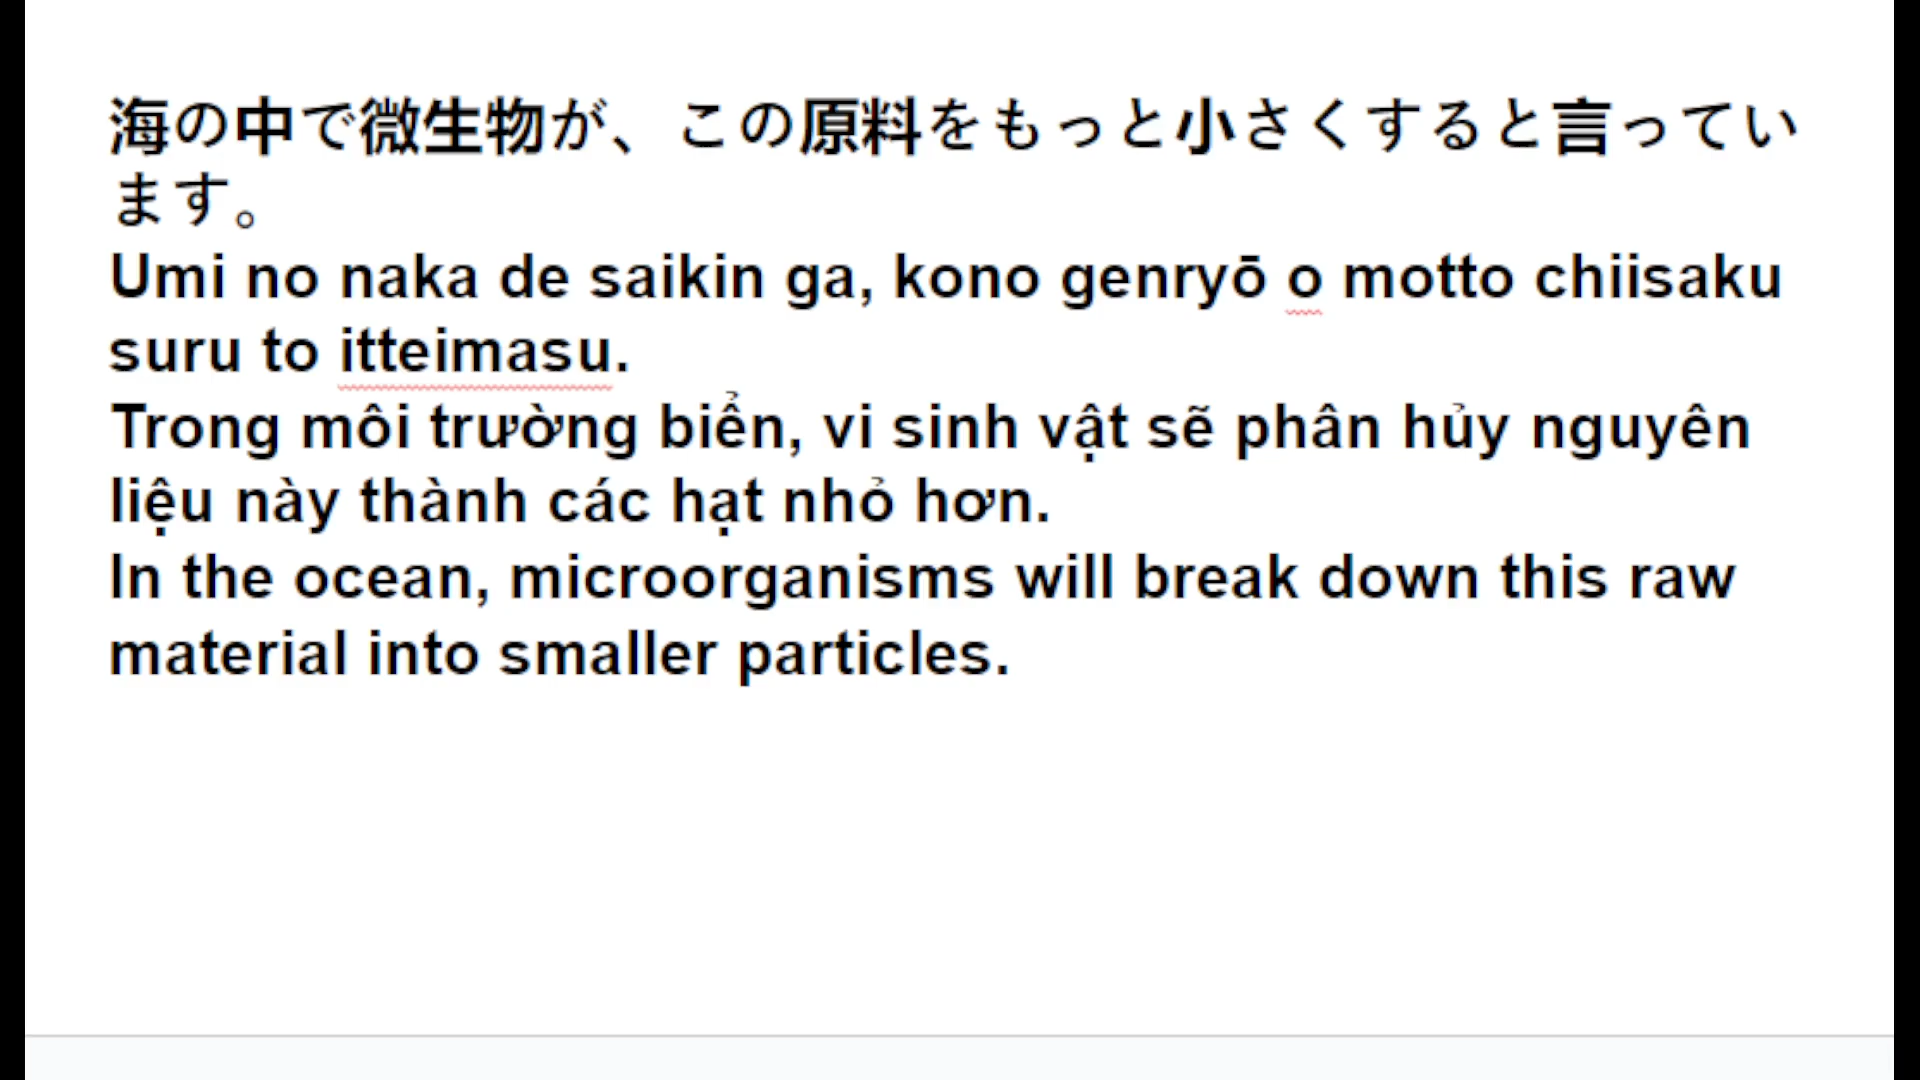 海の中で微生物が、この原料をもっと小さくすると言ってい
ます。
Umi no naka de saikin ga, kono genryō o motto chiisaku
suru to itteimasu.
Trong môi trường biển, vi sinh vật sẽ phân hủy nguyên
liệu này thành các hạt nhỏ hơn.
In the ocean, microorganisms will break down this raw
material into smaller particles.